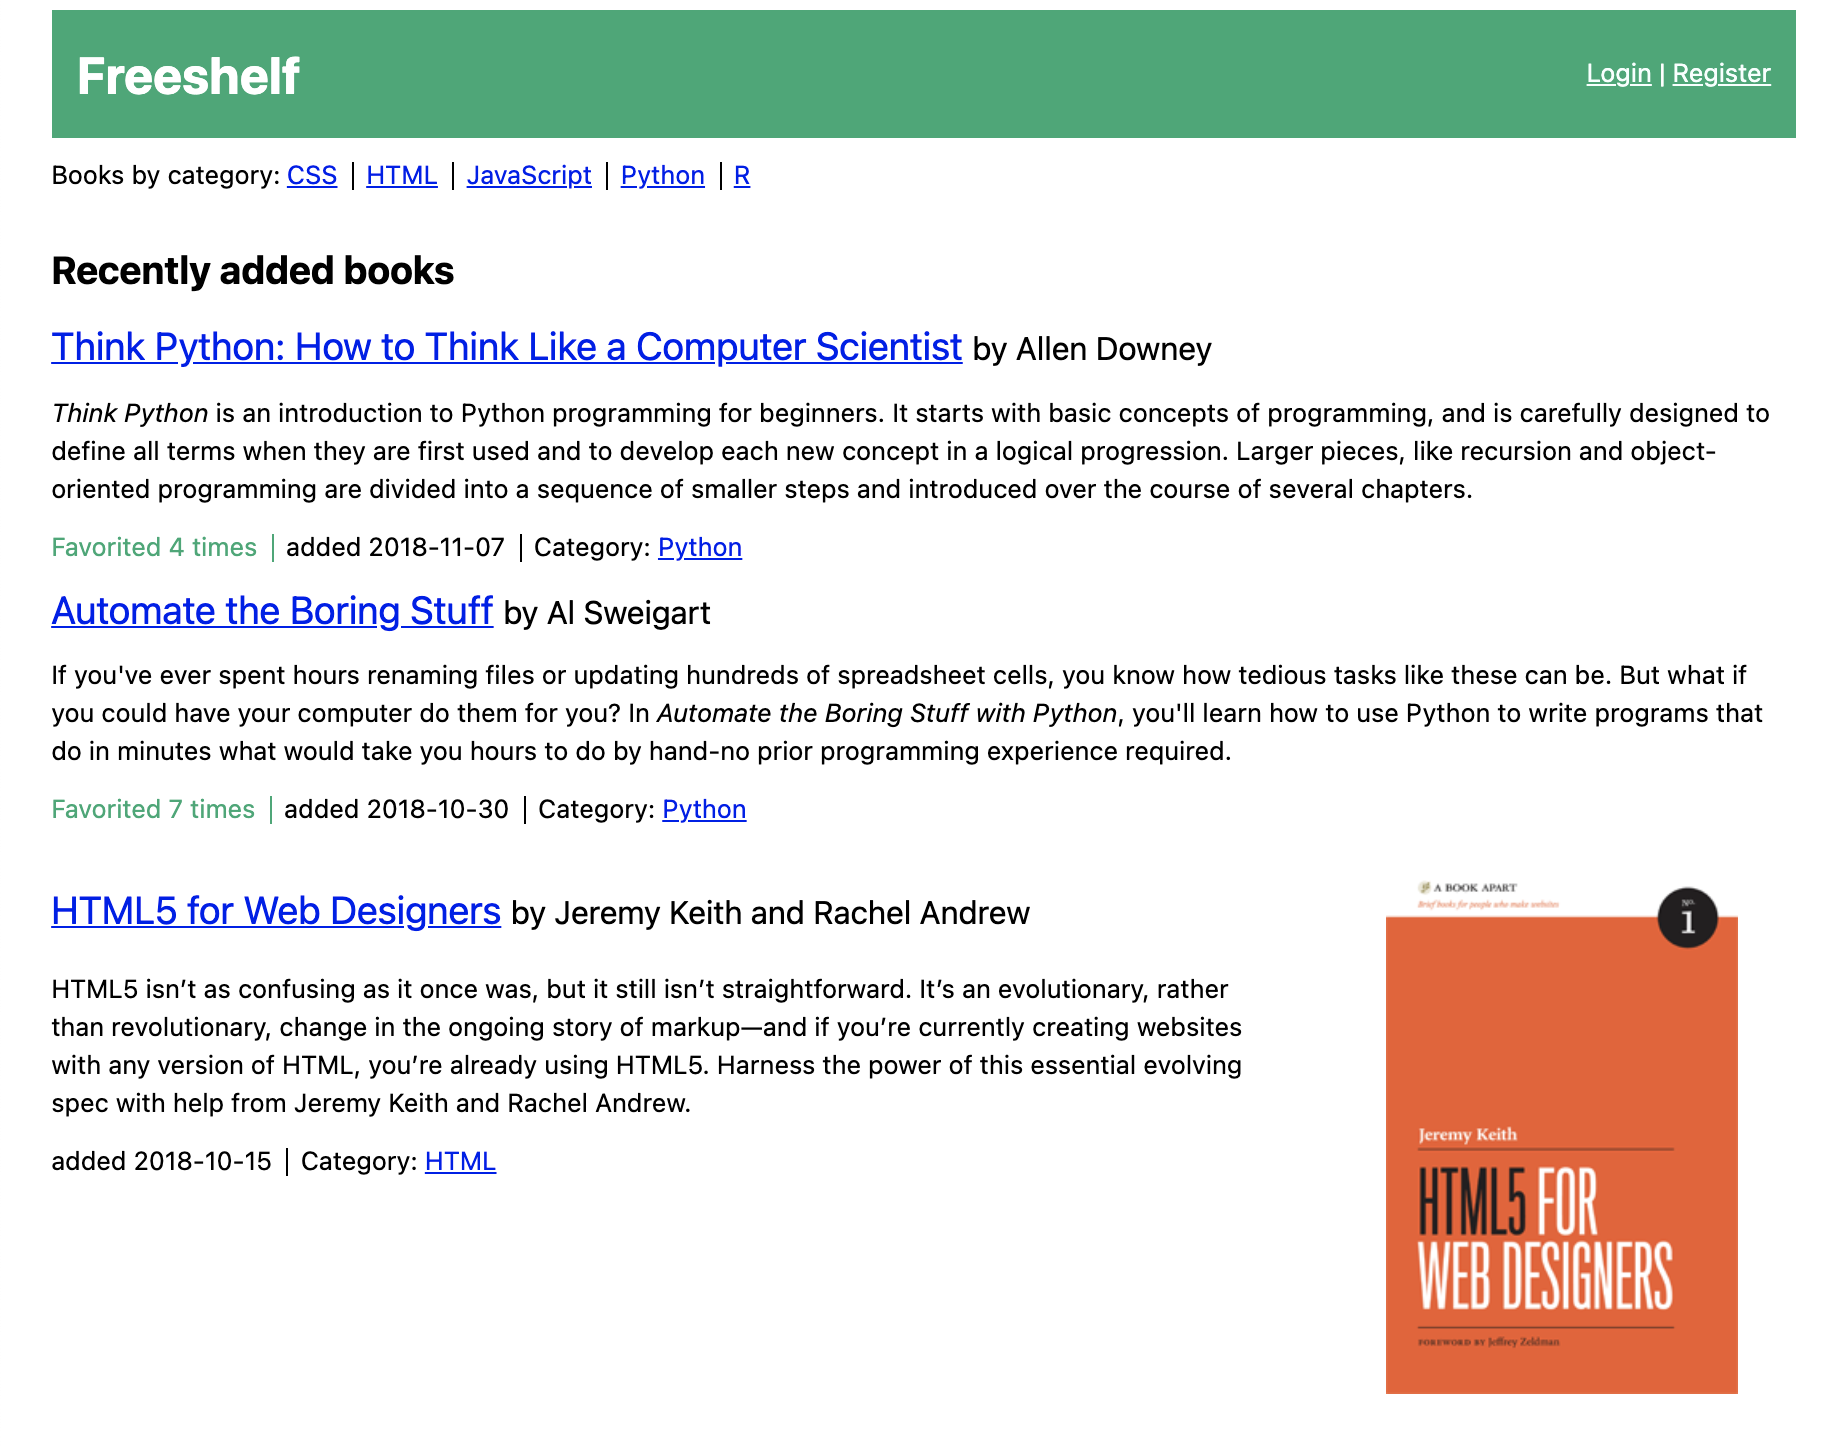 Freeshelf
Login | Register
Books by category: CSS | HTML | JavaScript | Python | R
Recently added books
Think Python: How to Think Like a Computer Scientist by Allen Downey
Think Python is an introduction to Python programming for beginners. It starts with basic concepts of programming, and is carefully designed to
define all terms when they are first used and to develop each new concept in a logical progression. Larger pieces, like recursion and object-
oriented programming are divided into a sequence of smaller steps and introduced over the course of several chapters.
Favorited 4 times | added 2018-11-07 | Category: Python
Automate the Boring Stuff by Al Sweigart
If you've ever spent hours renaming files or updating hundreds of spreadsheet cells, you know how tedious tasks like these can be. But what if
you could have your computer do them for you? In Automate the Boring Stuff with Python, you'll learn how to use Python to write programs that
do in minutes what would take you hours to do by hand-no prior programming experience required.
Favorited 7 times | added 2018-10-30 | Category: Python
HTML5 for Web Designers by Jeremy Keith and Rachel Andrew
HTML5 isn’t as confusing as it once was, but it still isn’t straightforward. It’s an evolutionary, rather
than revolutionary, change in the ongoing story of markup—and if you’re currently creating websites
with any version of HTML, you’re already using HTML5. Harness the power of this essential evolving
spec with help from Jeremy Keith and Rachel Andrew.
added 2018-10-15 | Category: HTML
A BOOK APART
Brief books for people who make websites
No.
1
Jeremy Keith
HTML5 FOR
WEB DESIGNERS
FOREWORD BY Jeffrey Zeldman